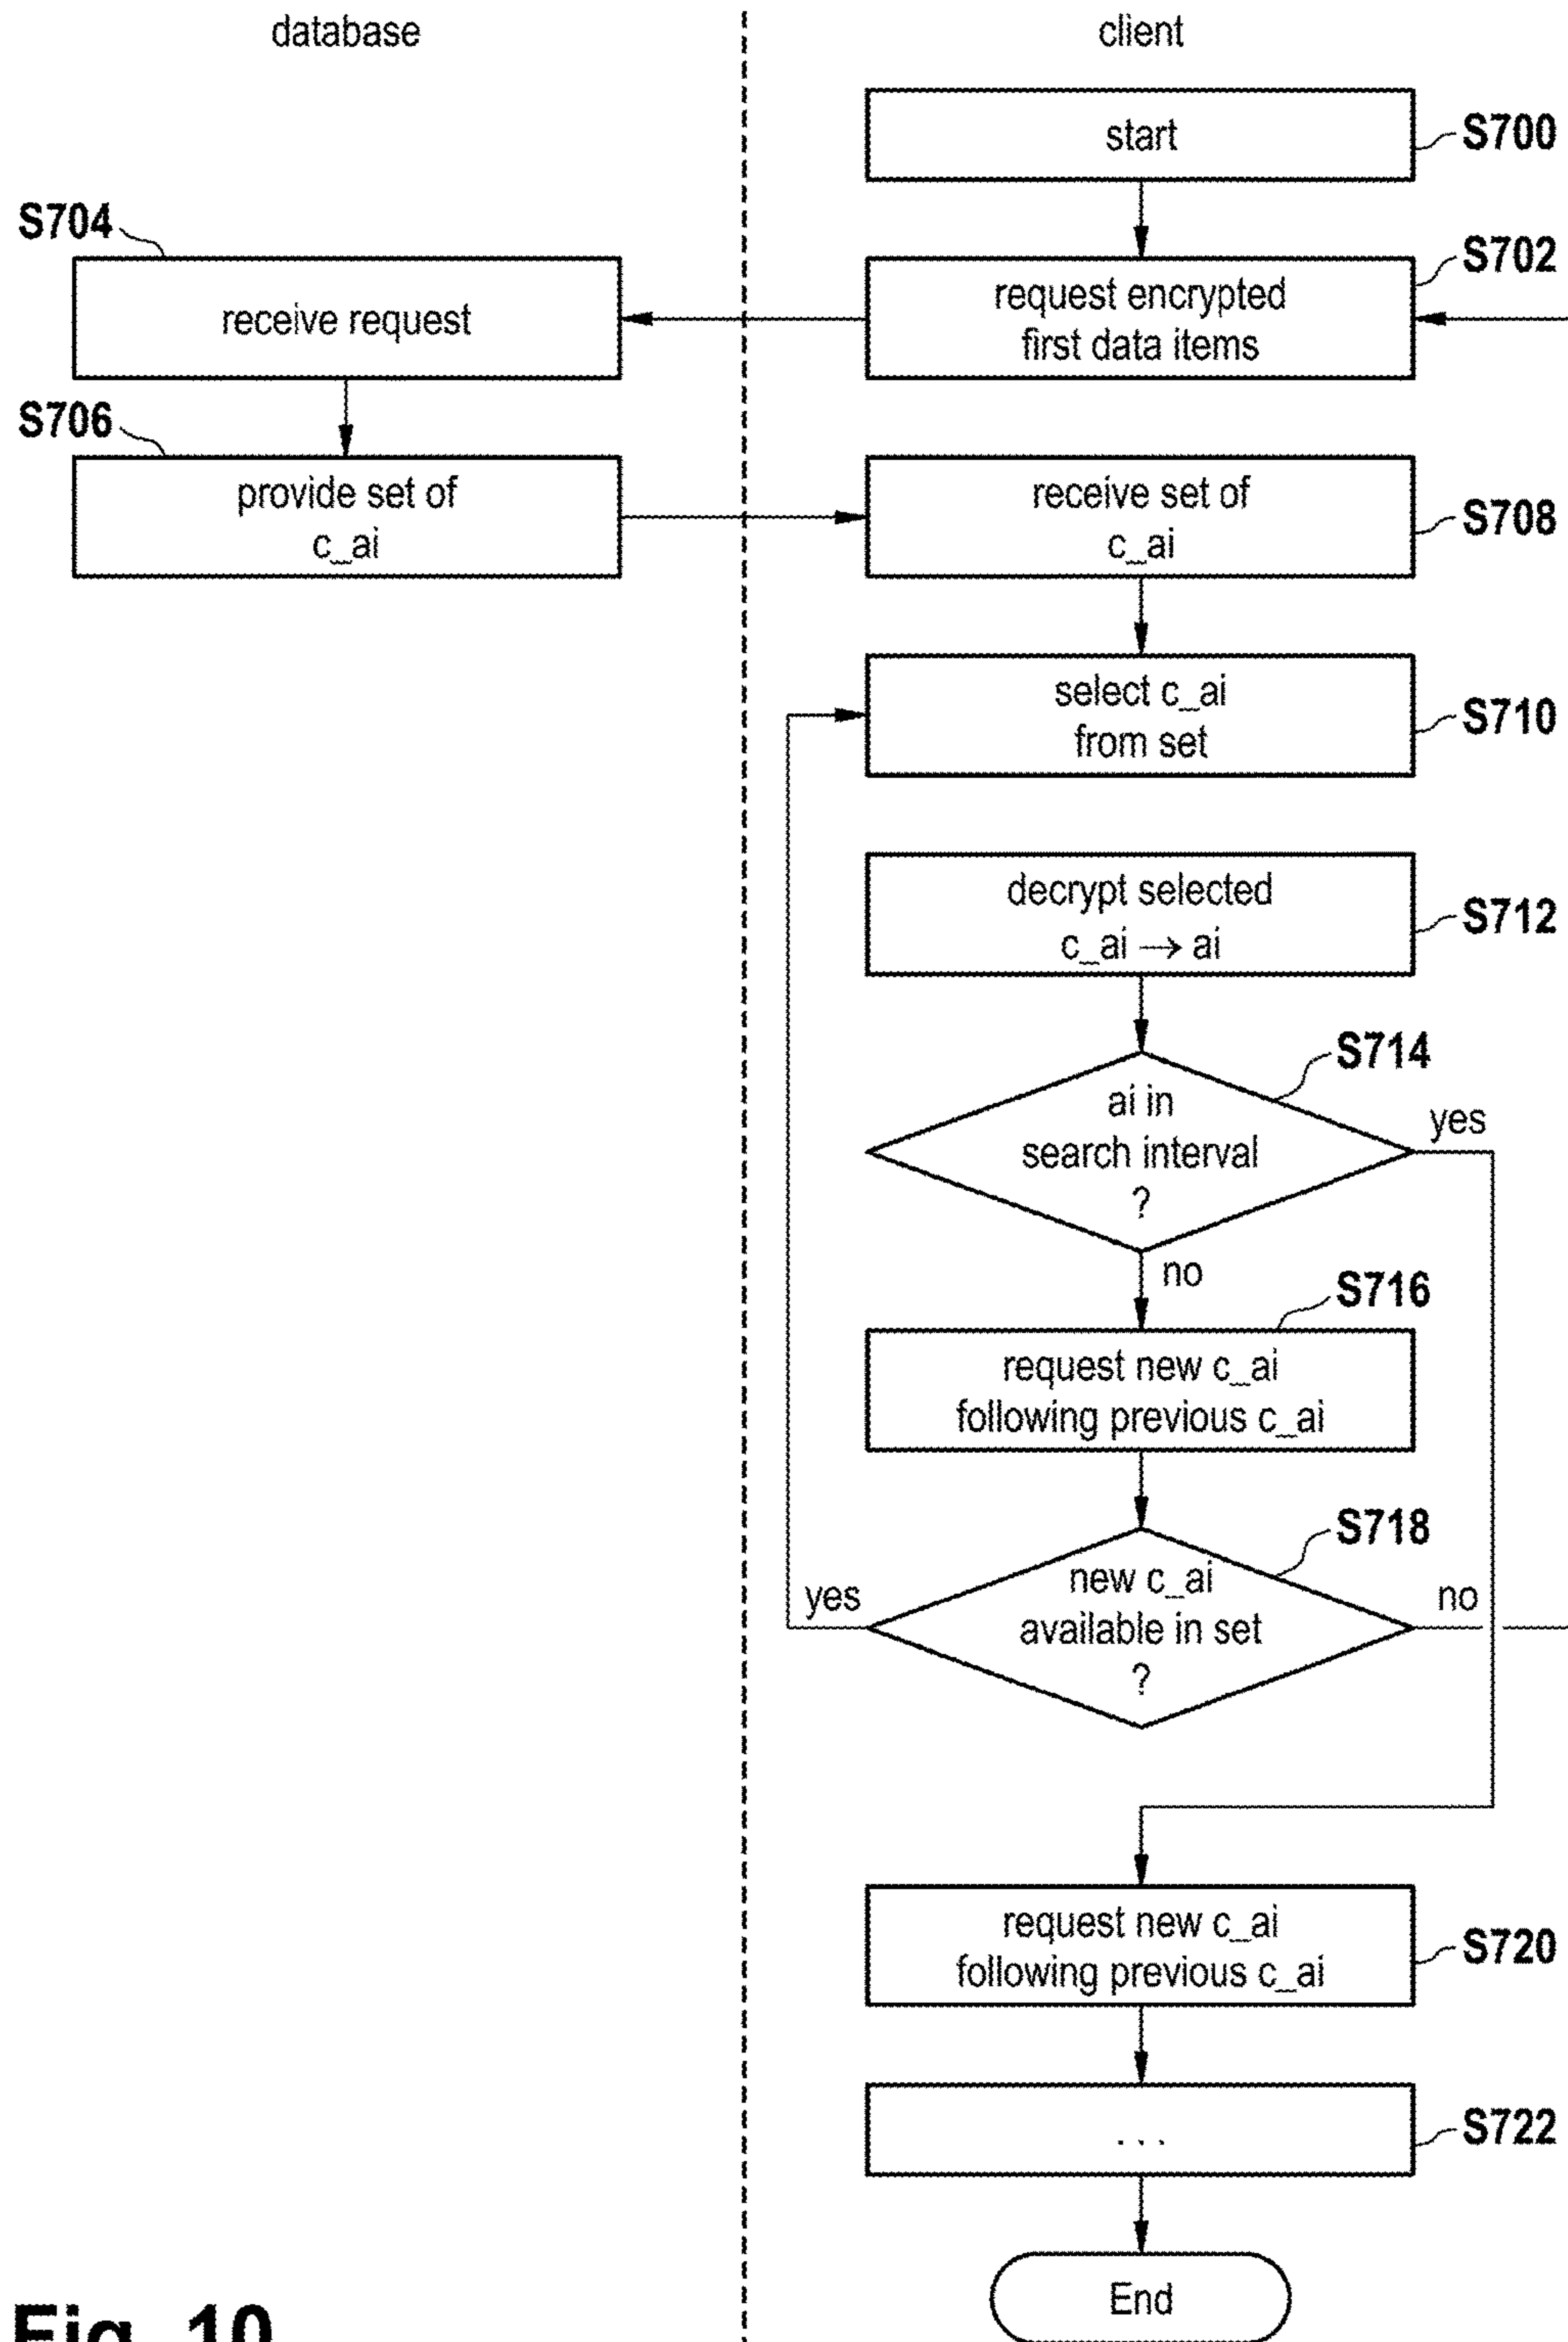 database
client
start
S700
S704
S702
receive request
request encrypted
first data items
S706
provide set of
c_ai
receive set of
c_ai
S708
select c_ai
from set
S710
decrypt selected
c_ai → ai
S712
S714
ai in
search interval
?
yes
no
S716
request new c_ai
following previous c_ai
S718
new c_ai
available in set
?
yes
no
request new c_ai
following previous c_ai
S720
...
S722
End
Fig. 10